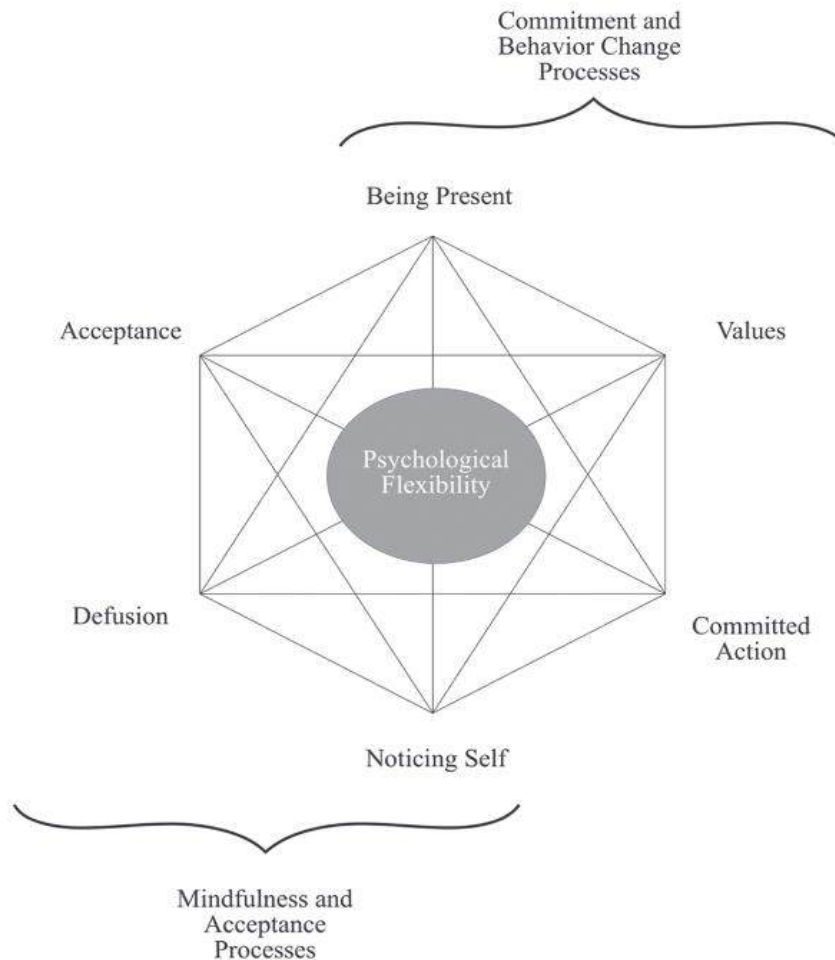 Commitment and
Behavior Change
Processes
Being Present
Acceptance
Values
Psychological
Flexibility
Defusion
Committed
Action
Noticing Self
Mindfulness and
Acceptance
Processes